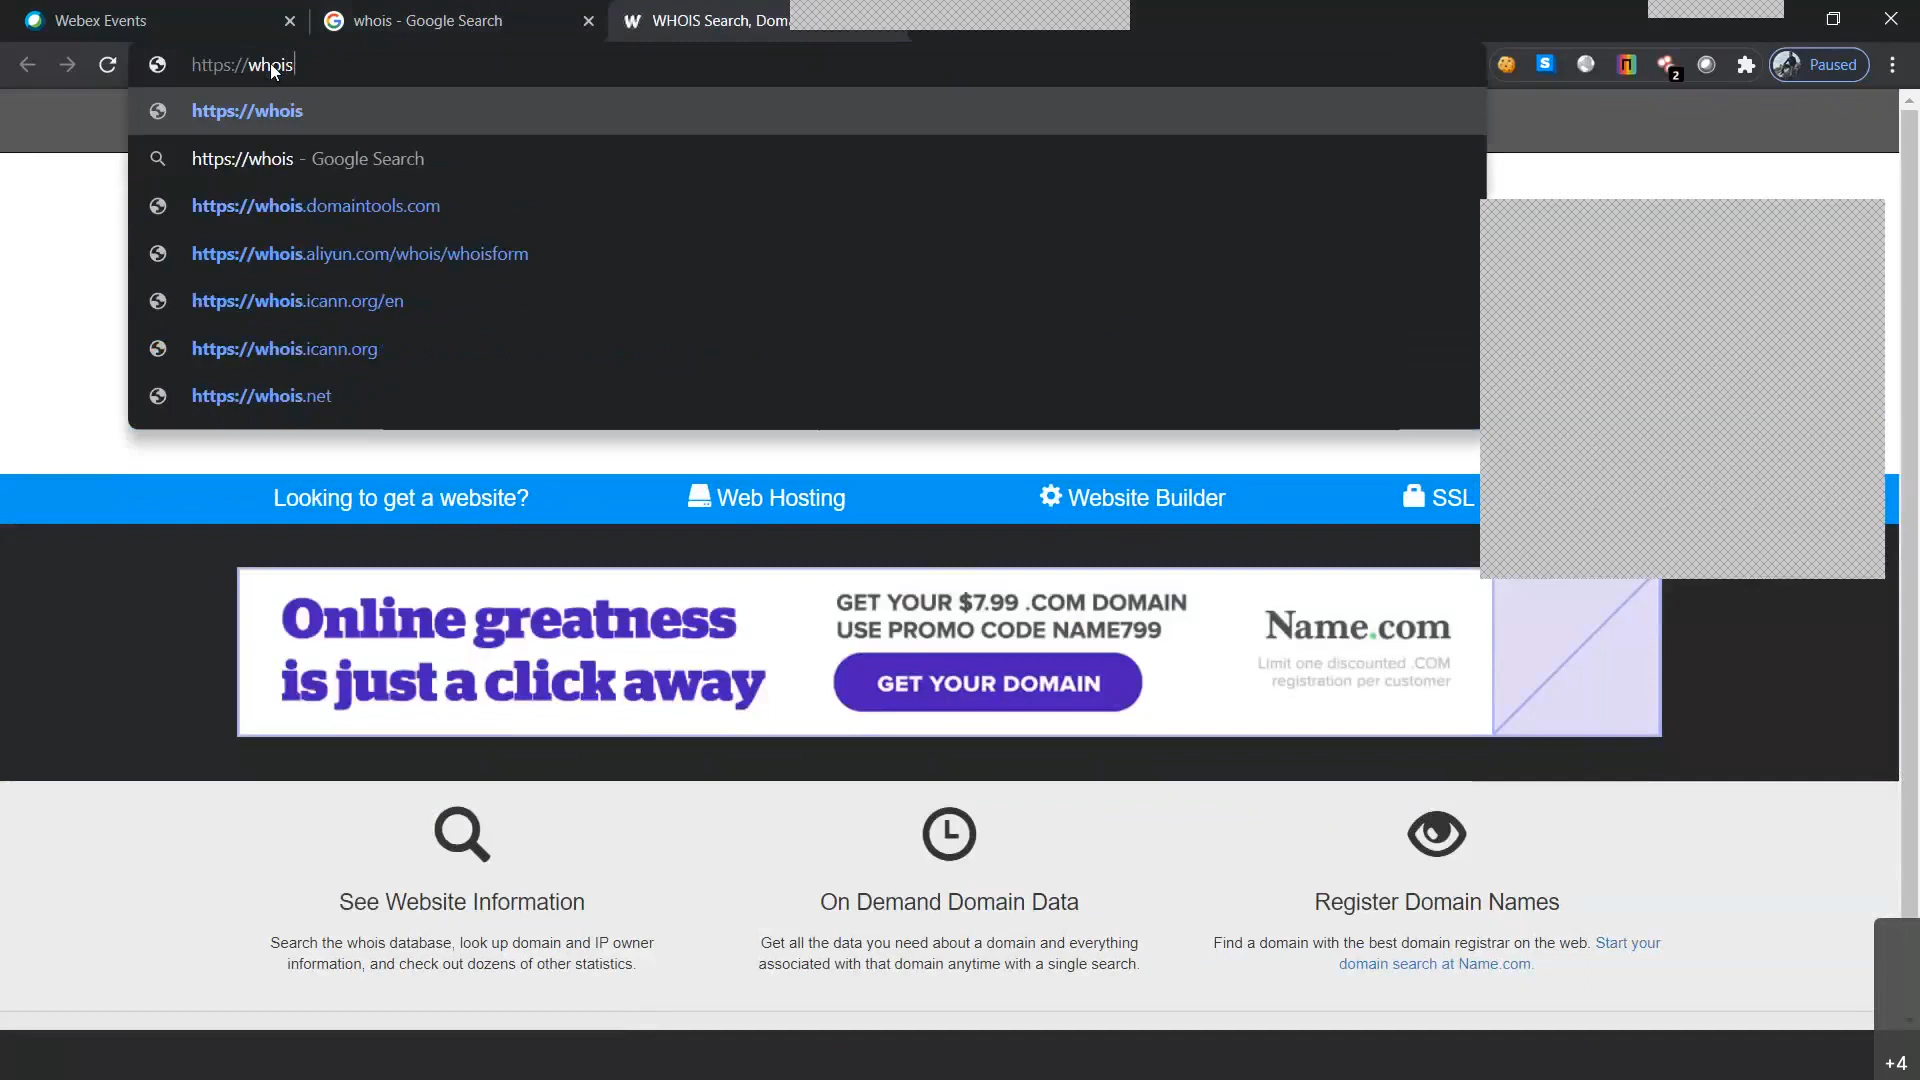 Webex Events
whois - Google Search
WHOIS Search, Dom
https://whois
S
2
Paused
https://whois
https://whois - Google Search
https://whois.domaintools.com
https://whois.aliyun.com/whois/whoisform
https://whois.icann.org/en
https://whois.icann.org
https://whois.net
Looking to get a website?
Web Hosting
Website Builder
SSL
Online greatness
is just a click away
GET YOUR $7.99 .COM DOMAIN
USE PROMO CODE NAME799
GET YOUR DOMAIN
Name.com
Limit one discounted .COM
registration per customer
See Website Information
Search the whois database, look up domain and IP owner
information, and check out dozens of other statistics.
On Demand Domain Data
Get all the data you need about a domain and everything
associated with that domain anytime with a single search.
Register Domain Names
Find a domain with the best domain registrar on the web. Start your
domain search at Name.com.
+4